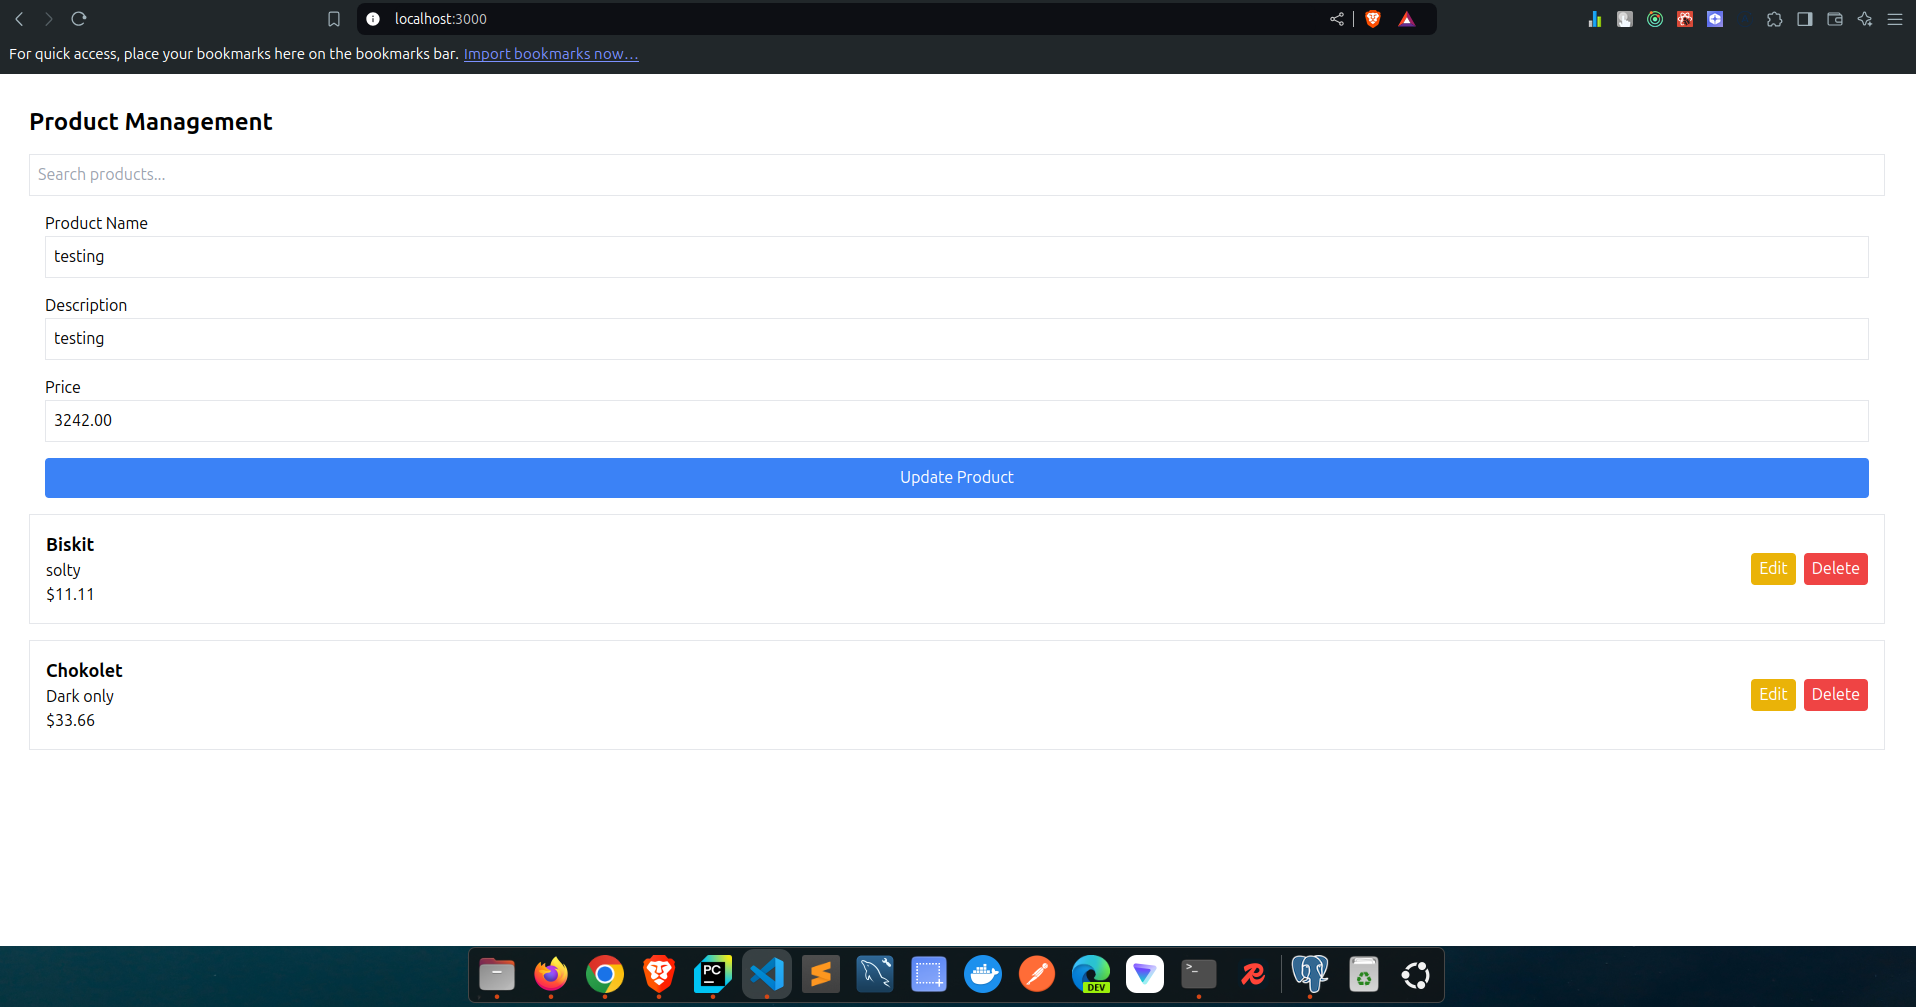 localhost:3000
For quick access, place your bookmarks here on the bookmarks bar. Import bookmarks now...
Product Management
Search products...
Product Name
testing
Description
testing
Price
3242.00
Update Product
Biskit
solty
$11.11
Edit Delete
Chokolet
Dark only
$33.66
Edit Delete
PC
DEV